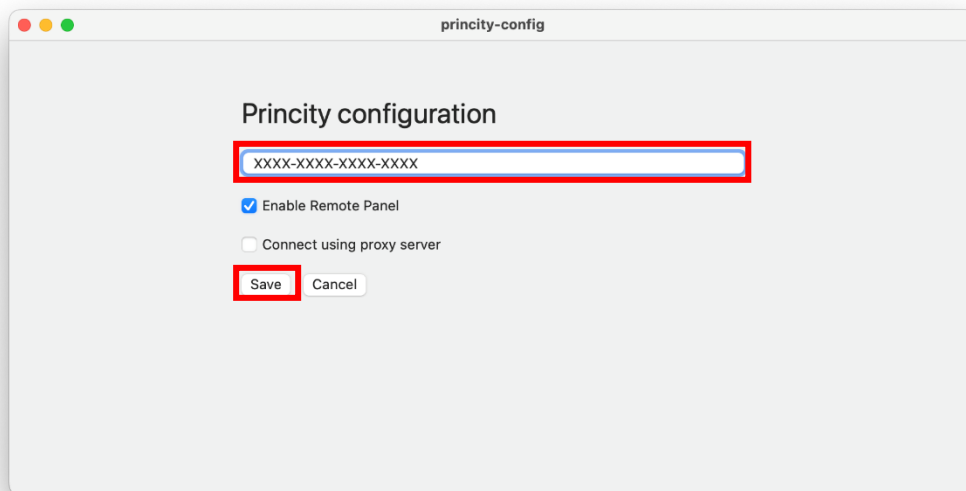 princity-config
Princity configuration
XXXX-XXXX-XXXX-XXXX
Enable Remote Panel
Connect using proxy server
Save Cancel